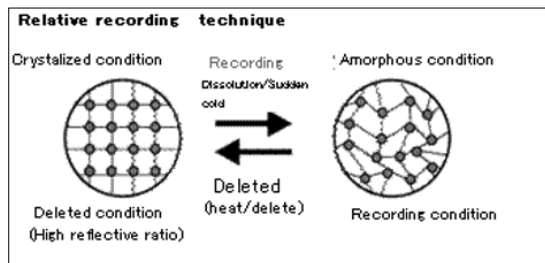 Relative recording technique
Crystalized condition
Recording
Dissolution/Sudden
cold
Amorphous condition
Deleted
(heat/delete)
Deleted condition
(High reflective ratio)
Recording condition